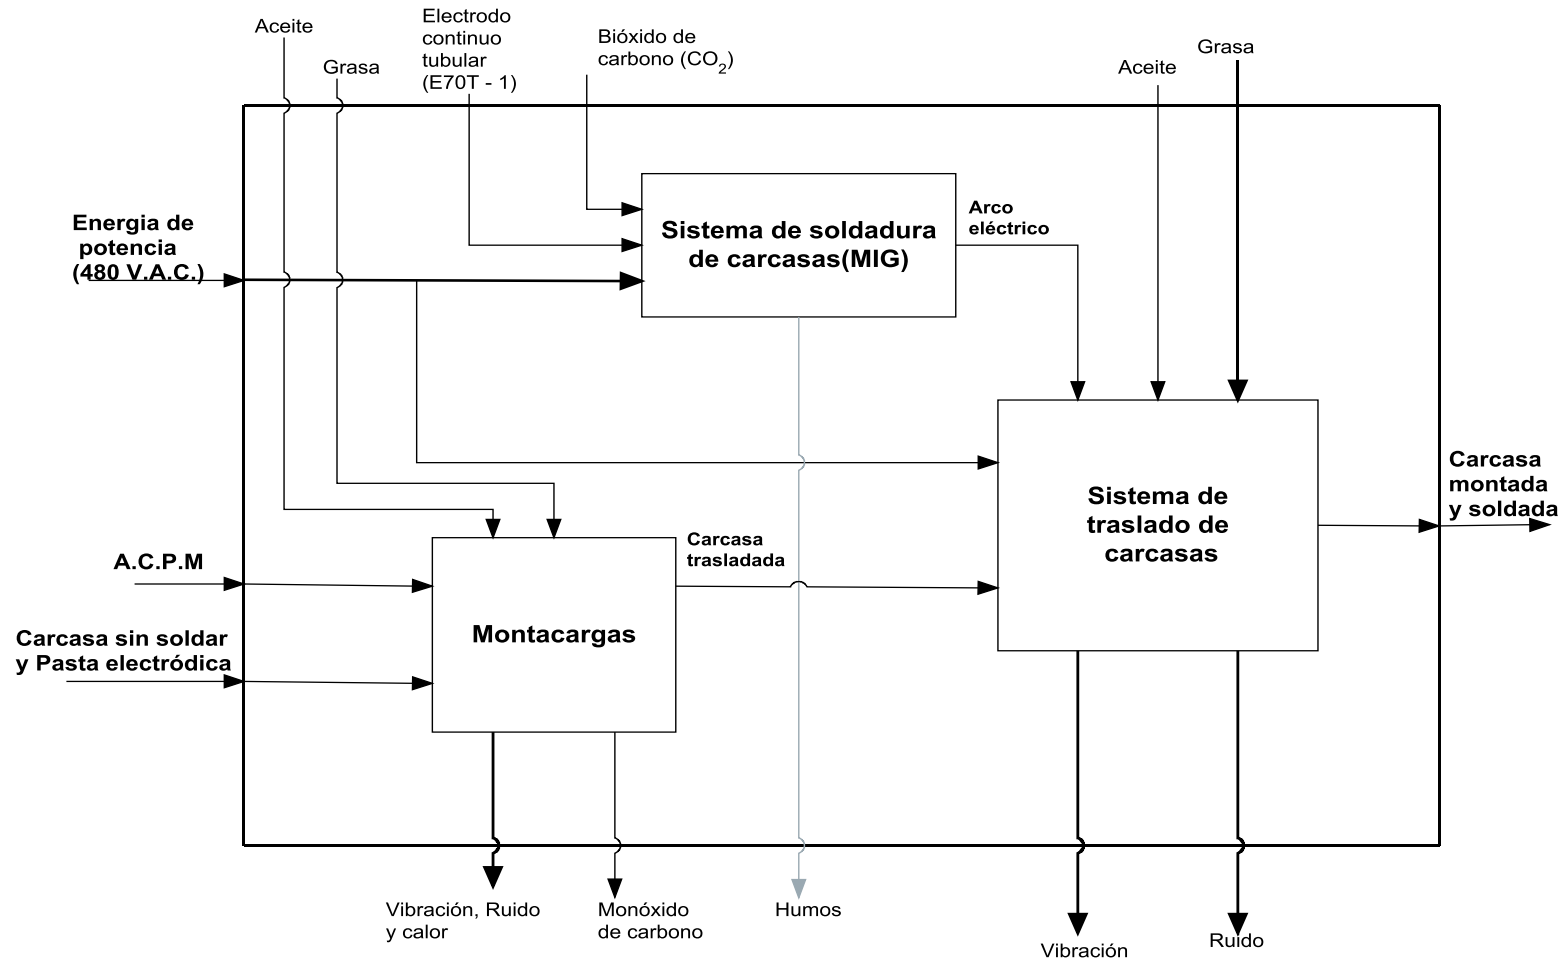 Aceite
Grasa
Electrodo
continuo
tubular
(E70T - 1)
Bióxido de
carbono (CO2)
Aceite
Grasa
Energia de
potencia
(480 V.A.C.)
Sistema de soldadura
de carcasas(MIG)
Arco
eléctrico
Carcasa
montada
y soldada
Sistema de
traslado de
carcasas
A.C.P.M
Carcasa
trasladada
Carcasa sin soldar
y Pasta electródica
Montacargas
Vibración, Ruido
y calor
Monóxido
de carbono
Humos
Vibración
Ruido